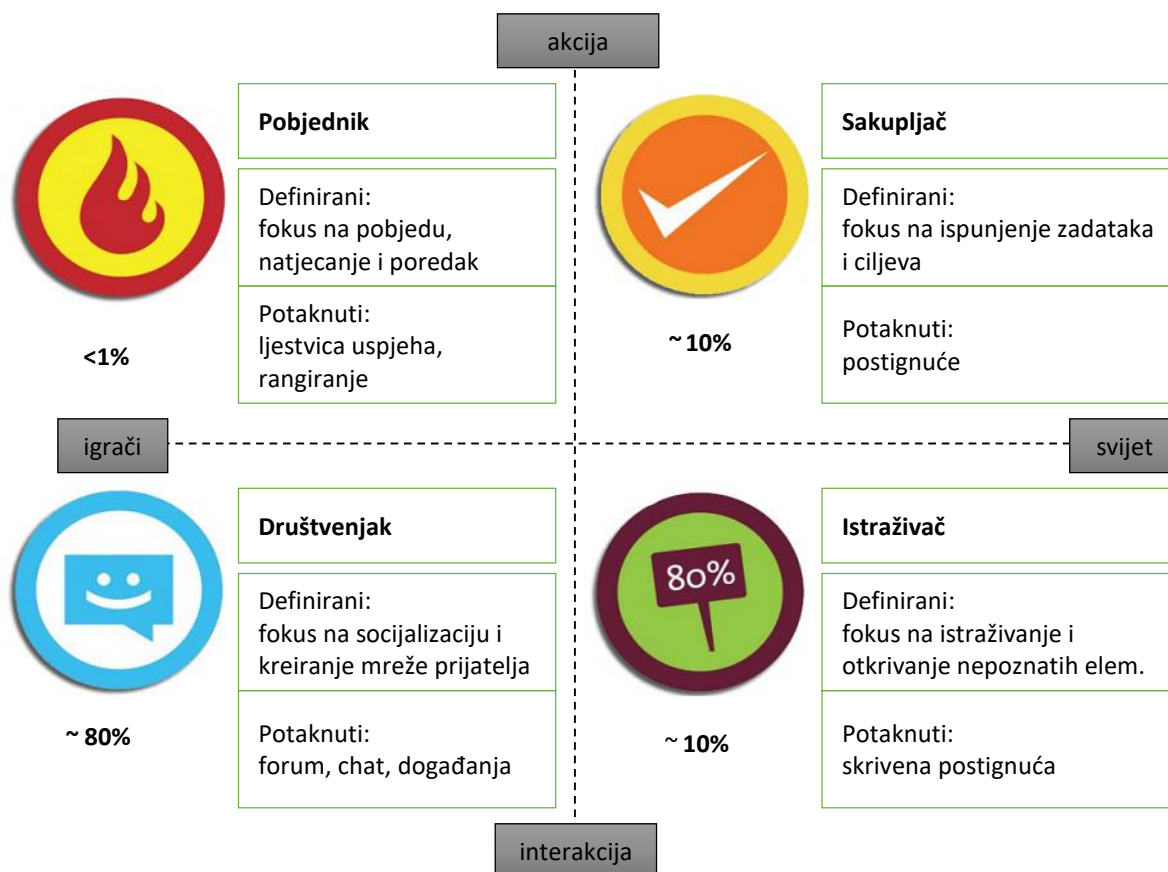 akcija
Pobjednik
Definirani:
fokus na pobjedu,
natjecanje i poredak
Potaknuti:
ljestvica uspjeha,
rangiranje
<1%
Sakupljač
Definirani:
fokus na ispunjenje zadataka
i ciljeva
Potaknuti:
postignuće
~ 10%
igrači
svijet
Društvenjak
Definirani:
fokus na socijalizaciju i
kreiranje mreže prijatelja
Potaknuti:
forum, chat, događanja
~ 80%
80%
Istraživač
Definirani:
fokus na istraživanje i
otkrivanje nepoznatih elem.
Potaknuti:
skrivena postignuća
~ 10%
interakcija